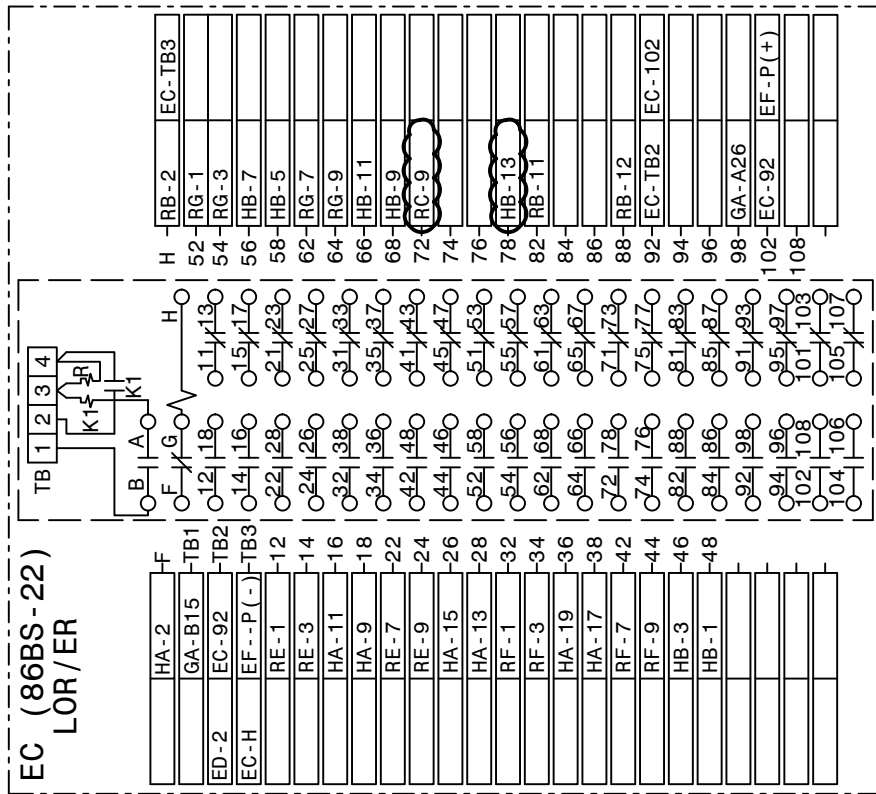 EC (86BS-22)
LOR/ER
HA-2 F
GA-B15 TB1
ED-2 EC-92 TB2
EC-H EF--P(-) TB3
RE-1 12
RE-3 14
HA-11 16
HA-9 18
RE-7 22
RE-9 24
HA-15 26
HA-13 28
RF-1 32
RF-3 34
HA-19 36
HA-17 38
RF-7 42
RF-9 44
HB-3 46
HB-1 48
TB 1 2 3 4
K1 R K1
B A
F G H
12 18 11 13
14 16 15 17
22 28 21 23
24 26 25 27
32 38 31 33
34 36 35 37
42 48 41 43
44 46 45 47
52 58 51 53
54 56 55 57
62 68 61 63
64 66 65 67
72 78 71 73
74 76 75 77
82 88 81 83
84 86 85 87
92 98 91 93
94 96 95 97
102 108 101 103
104 106 105 107
H RB-2 EC-TB3
52 RG-1
54 RG-3
56 HB-7
58 HB-5
62 RG-7
64 RG-9
66 HB-11
68 HB-9
72 RC-9
74
76
78 HB-13
82 RB-11
84
86
88 RB-12
92 EC-TB2 EC-102
94
96
98 GA-A26
102 EC-92 EF-P(+)
108